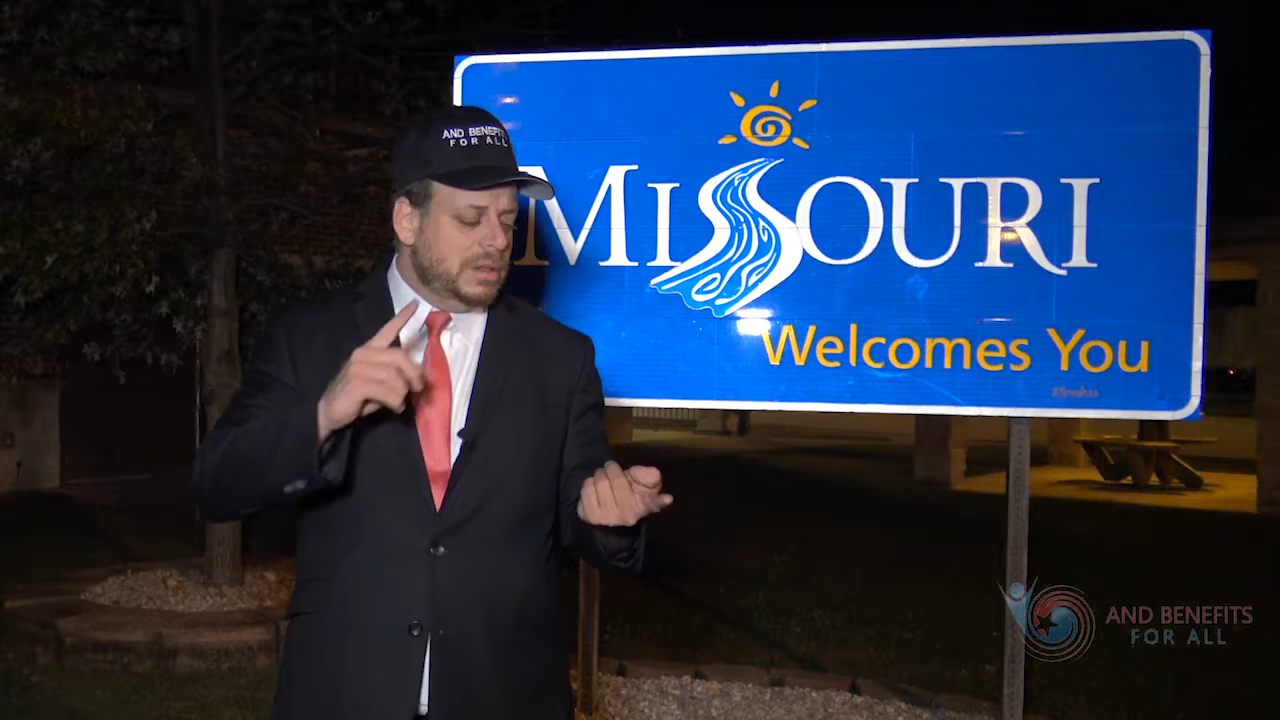 AND BENEFITS
FOR ALL
MISSOURI
Welcomes You
AND BENEFITS
FOR ALL